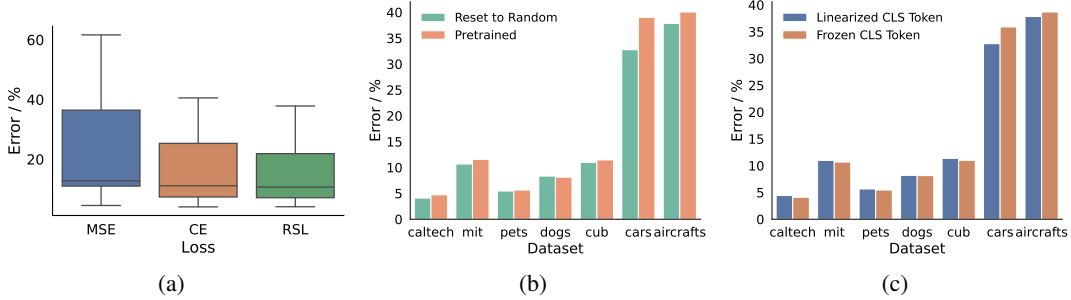 60
40
20
Error / %
MSE CE RSL
Loss
(a)
40
35
30
25
20
15
10
5
0
Error / %
Reset to Random
Pretrained
caltech mit pets dogs cub cars aircrafts
Dataset
(b)
40
35
30
25
20
15
10
5
0
Error / %
Linearized CLS Token
Frozen CLS Token
caltech mit pets dogs cub cars aircrafts
Dataset
(c)